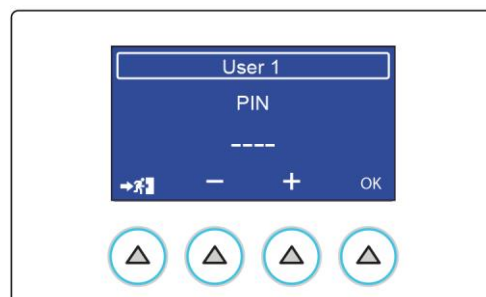 User 1
PIN
----
− + OK